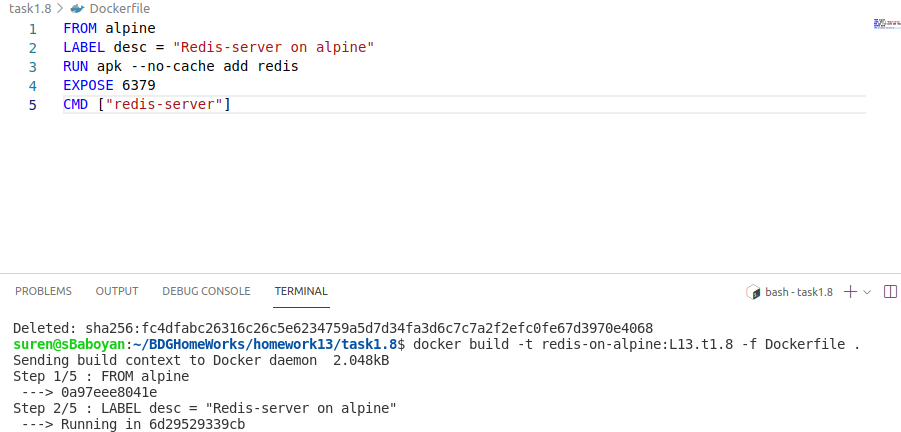 task1.8 > Dockerfile
1 FROM alpine
2 LABEL desc = "Redis-server on alpine"
3 RUN apk --no-cache add redis
4 EXPOSE 6379
5 CMD ["redis-server"]
PROBLEMS OUTPUT DEBUG CONSOLE TERMINAL bash - task1.8
Deleted: sha256:fc4dfabc26316c26c5e6234759a5d7d34fa3d6c7c7a2f2efc0fe67d3970e4068
suren@sBaboyan:~/BDGHomeWorks/homework13/task1.8$ docker build -t redis-on-alpine:L13.t1.8 -f Dockerfile .
Sending build context to Docker daemon  2.048kB
Step 1/5 : FROM alpine
 ---> 0a97eee8041e
Step 2/5 : LABEL desc = "Redis-server on alpine"
 ---> Running in 6d29529339cb